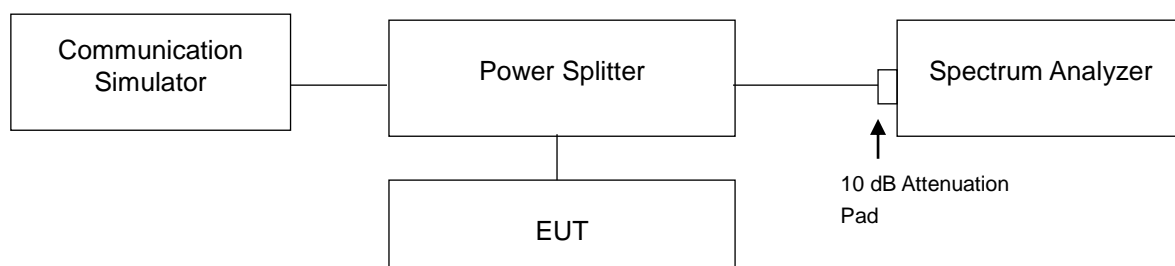 Communication
Simulator
Power Splitter
Spectrum Analyzer
10 dB Attenuation
Pad
EUT